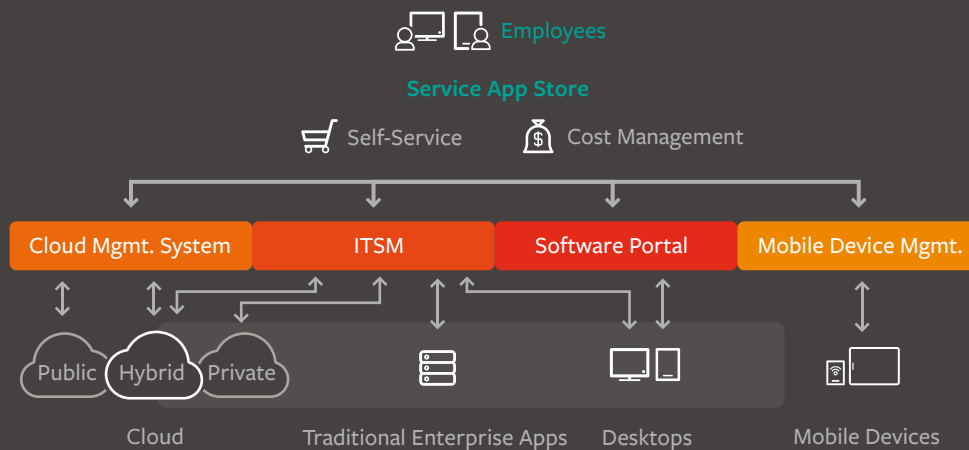 Employees
Service App Store
Self-Service
$
Cost Management
Cloud Mgmt. System
ITSM
Software Portal
Mobile Device Mgmt.
Public
Hybrid
Private
Cloud
Traditional Enterprise Apps
Desktops
Mobile Devices